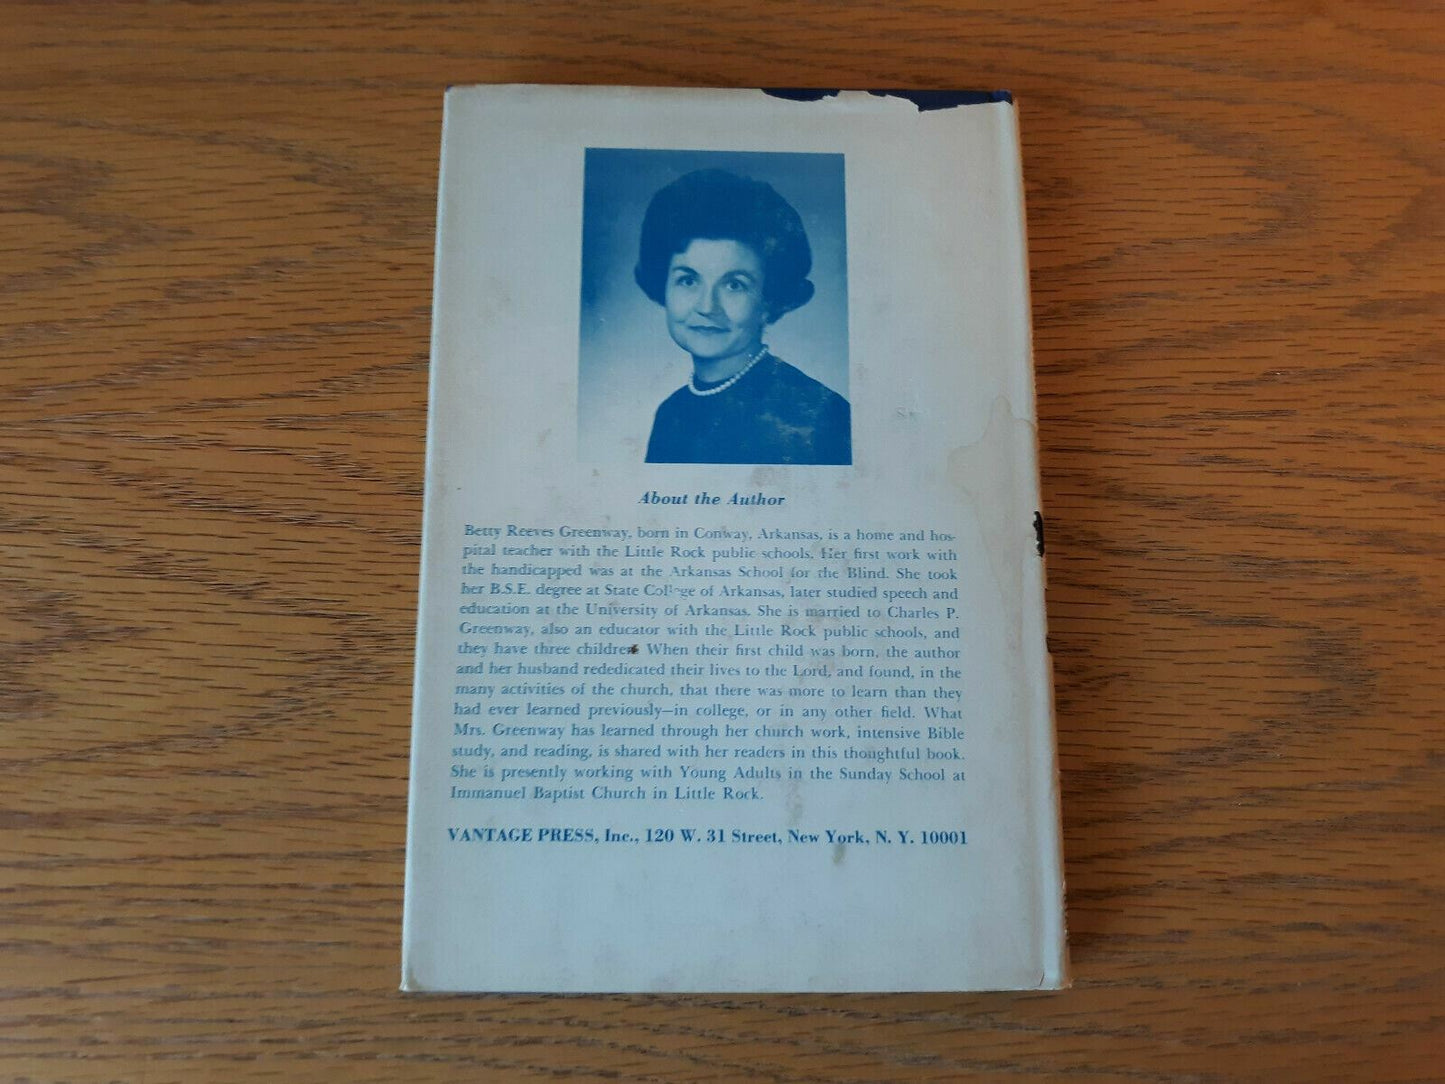 About the Author
Betty Reeves Greenway, born in Conway, Arkansas, is a home and hos-
pital teacher with the Little Rock public schools. Her first work with
the handicapped was at the Arkansas School for the Blind. She took
her B.S.E. degree at State College of Arkansas, later studied speech and
education at the University of Arkansas. She is married to Charles P.
Greenway, also an educator with the Little Rock public schools, and
they have three children. When their first child was born, the author
and her husband rededicated their lives to the Lord, and found, in the
many activities of the church, that there was more to learn than they
had ever learned previously—in college, or in any other field. What
Mrs. Greenway has learned through her church work, intensive Bible
study, and reading, is shared with her readers in this thoughtful book.
She is presently working with Young Adults in the Sunday School at
Immanuel Baptist Church in Little Rock.
VANTAGE PRESS, Inc., 120 W. 31 Street, New York, N. Y. 10001